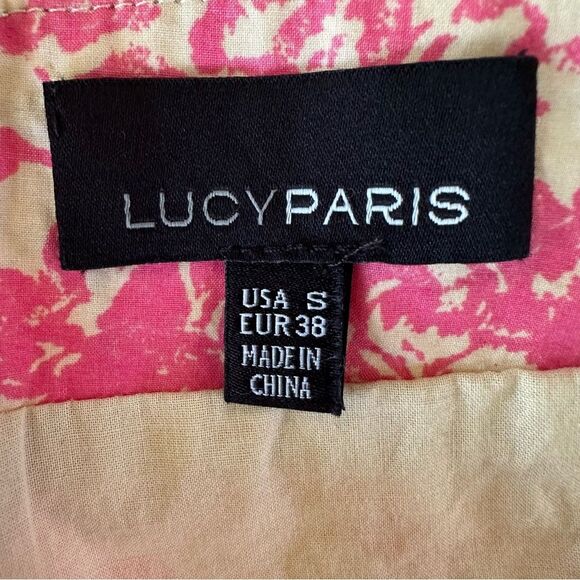 LUCYPARIS
USA S
EUR 38
MADE IN
CHINA